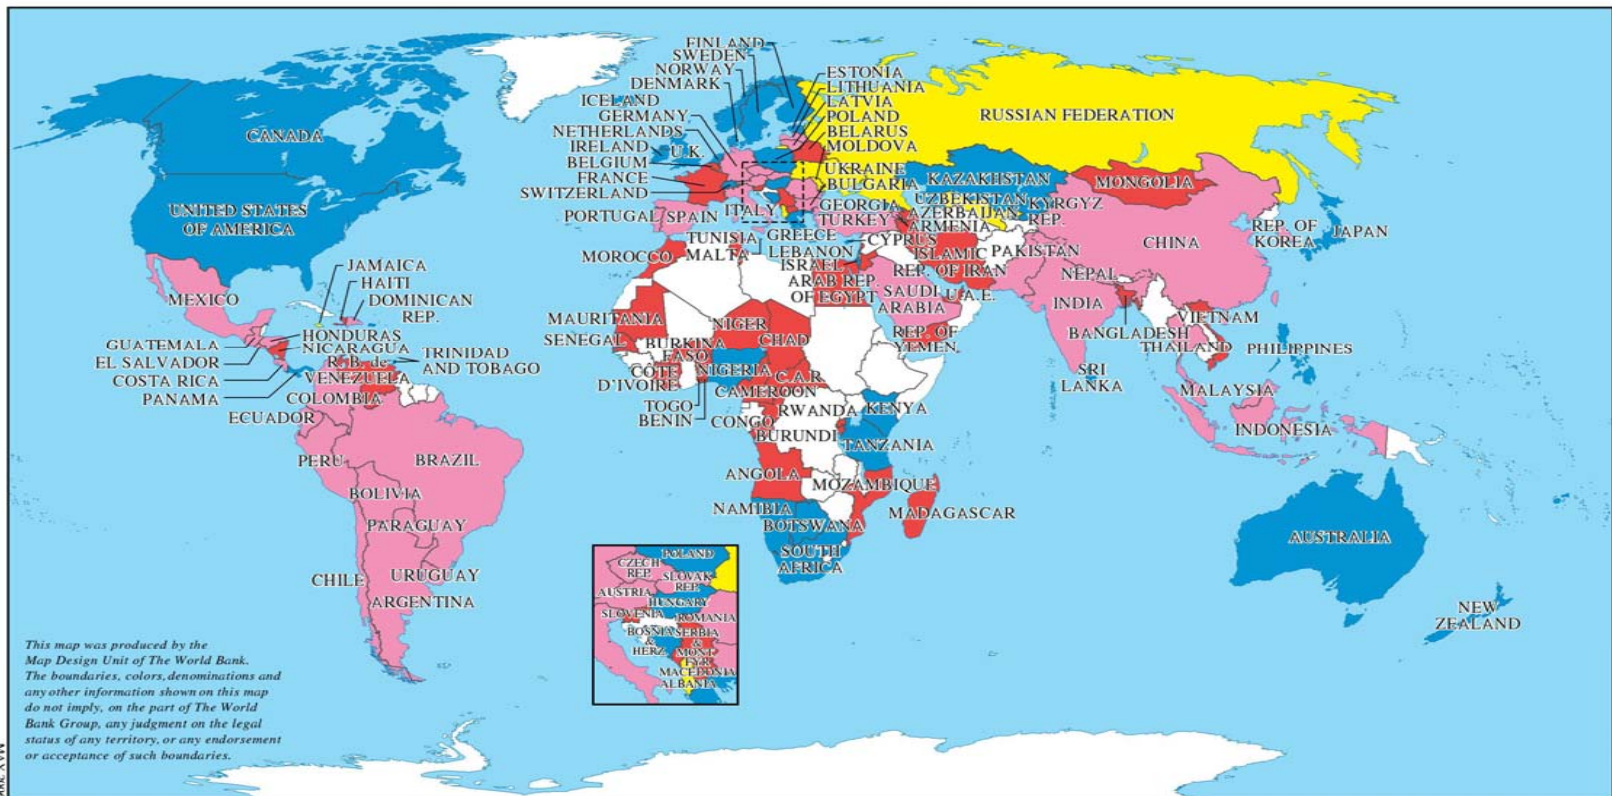 CANADA
UNITED STATES
OF AMERICA
MEXICO
JAMAICA
HAITI
DOMINICAN
REP.
GUATEMALA
HONDURAS
EL SALVADOR
NICARAGUA
COSTA RICA
PANAMA
R.B. de
VENEZUELA
TRINIDAD
AND TOBAGO
COLOMBIA
ECUADOR
PERU
BRAZIL
BOLIVIA
PARAGUAY
CHILE
URUGUAY
ARGENTINA
FINLAND
SWEDEN
NORWAY
DENMARK
ICELAND
GERMANY
NETHERLANDS
IRELAND
U.K.
BELGIUM
FRANCE
SWITZERLAND
PORTUGAL
SPAIN
ITALY
ESTONIA
LITHUANIA
LATVIA
POLAND
BELARUS
MOLDOVA
UKRAINE
BULGARIA
GEORGIA
TURKEY
AZERBAIJAN
ARMENIA
RUSSIAN FEDERATION
KAZAKHSTAN
UZBEKISTAN
KYRGYZ
REP.
MONGOLIA
CHINA
REP. OF
KOREA
JAPAN
TUNISIA
MALTA
GREECE
LEBANON
CYPRUS
ISRAEL
MOROCCO
ARAB REP.
OF EGYPT
ISLAMIC
REP. OF IRAN
PAKISTAN
SAUDI
ARABIA
U.A.E.
REP. OF
YEMEN
NEPAL
INDIA
BANGLADESH
VIETNAM
THAILAND
PHILIPPINES
SRI
LANKA
MALAYSIA
INDONESIA
MAURITANIA
SENEGAL
NIGER
CHAD
BURKINA
FASO
CÔTE
D'IVOIRE
NIGERIA
C.A.R.
CAMEROON
TOGO
BENIN
CONGO
RWANDA
KENYA
BURUNDI
TANZANIA
ANGOLA
MOZAMBIQUE
NAMIBIA
BOTSWANA
MADAGASCAR
SOUTH
AFRICA
AUSTRALIA
NEW
ZEALAND
POLAND
CZECH
REP.
SLOVAK
REP.
AUSTRIA
HUNGARY
SLOVENIA
ROMANIA
BOSNIA
&
HERZ.
SERBIA
&
MONT.
FYR
MACEDONIA
ALBANIA
This map was produced by the
Map Design Unit of The World Bank.
The boundaries, colors, denominations and
any other information shown on this map
do not imply, on the part of The World
Bank Group, any judgment on the legal
status of any territory, or any endorsement
or acceptance of such boundaries.